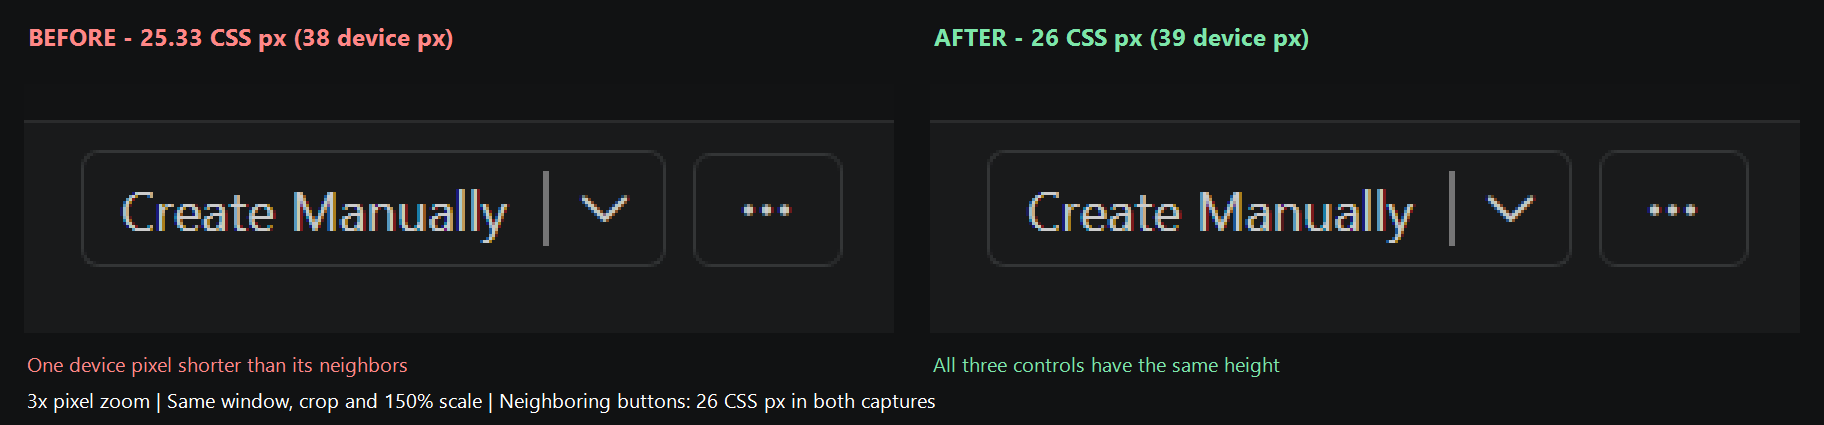 BEFORE - 25.33 CSS px (38 device px)
AFTER - 26 CSS px (39 device px)
Create Manually
...
Create Manually
...
One device pixel shorter than its neighbors
All three controls have the same height
3x pixel zoom | Same window, crop and 150% scale | Neighboring buttons: 26 CSS px in both captures